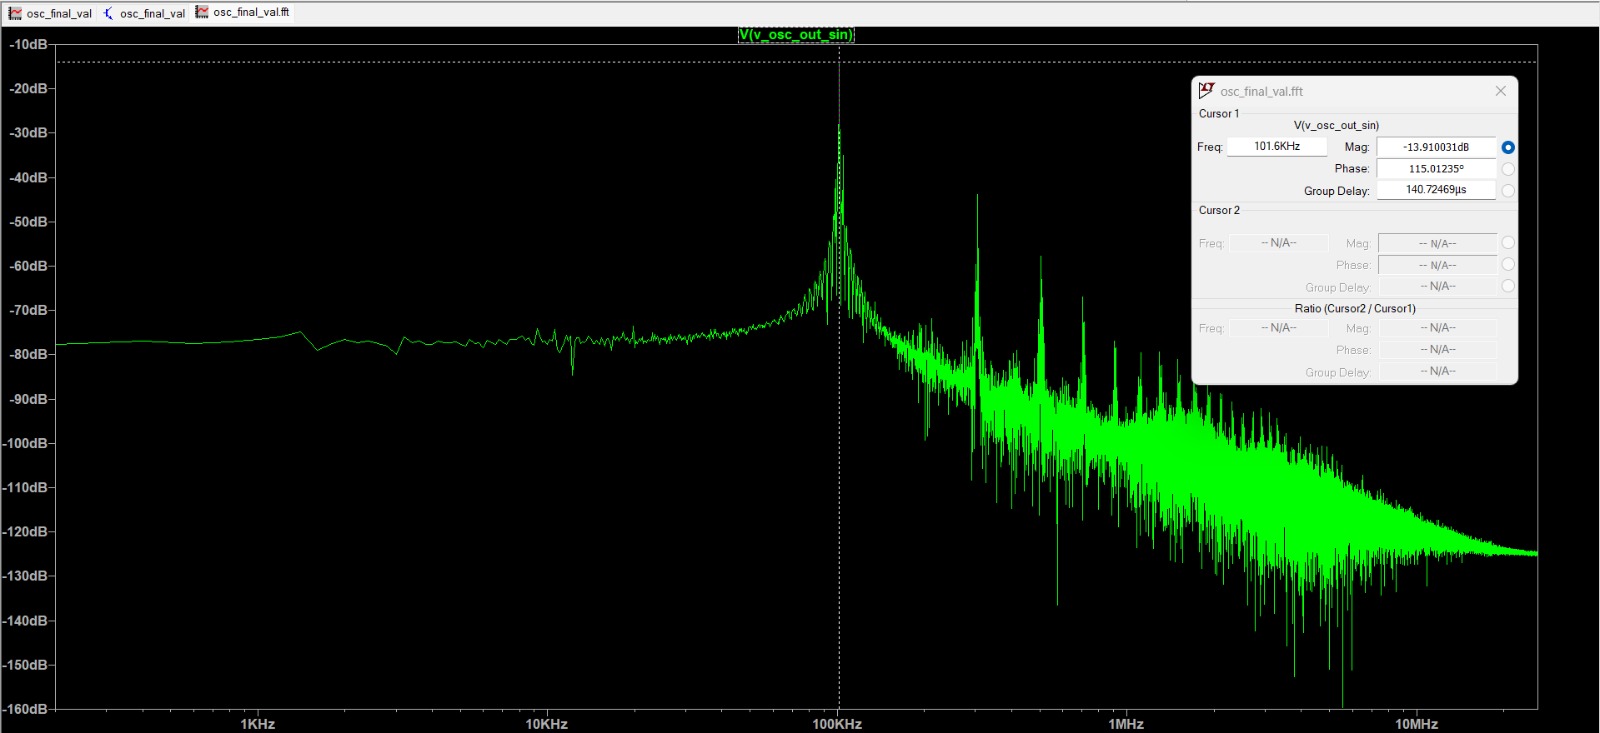 osc_final_val osc_final_val osc_final_val.fft
V(v_osc_out_sin)
-10dB
-20dB
-30dB
-40dB
-50dB
-60dB
-70dB
-80dB
-90dB
-100dB
-110dB
-120dB
-130dB
-140dB
-150dB
-160dB
1KHz 10KHz 100KHz 1MHz 10MHz
osc_final_val.fft
Cursor 1
V(v_osc_out_sin)
Freq: 101.6KHz Mag: -13.910031dB
Phase: 115.01235°
Group Delay: 140.72469µs
Cursor 2
Freq: -- N/A-- Mag: -- N/A--
Phase: -- N/A--
Group Delay: -- N/A--
Ratio (Cursor2 / Cursor1)
Freq: -- N/A-- Mag: -- N/A--
Phase: -- N/A--
Group Delay: -- N/A--